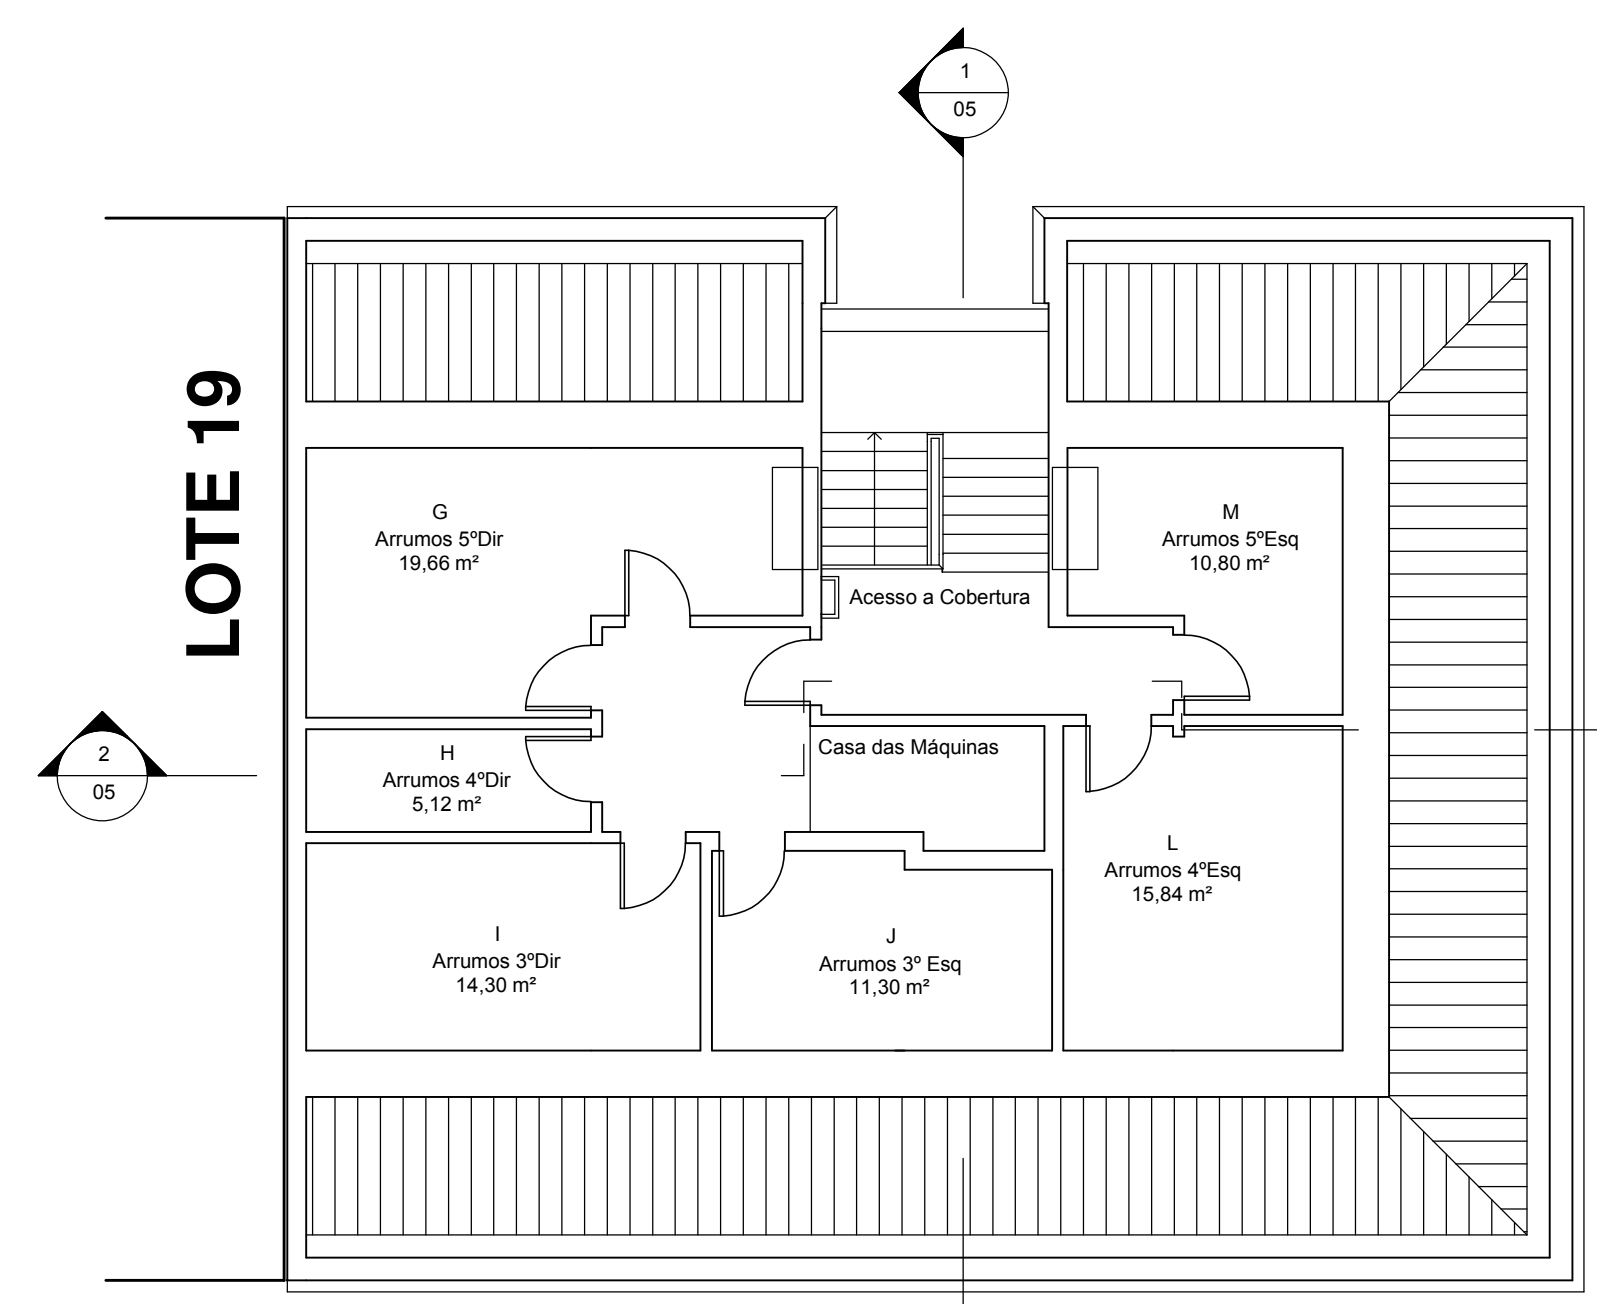 1
05
LOTE 19
G
Arrumos 5ºDir
19,66 m²
M
Arrumos 5ºEsq
10,80 m²
Acesso a Cobertura
2
05
H
Arrumos 4ºDir
5,12 m²
Casa das Máquinas
L
Arrumos 4ºEsq
15,84 m²
I
Arrumos 3ºDir
14,30 m²
J
Arrumos 3º Esq
11,30 m²